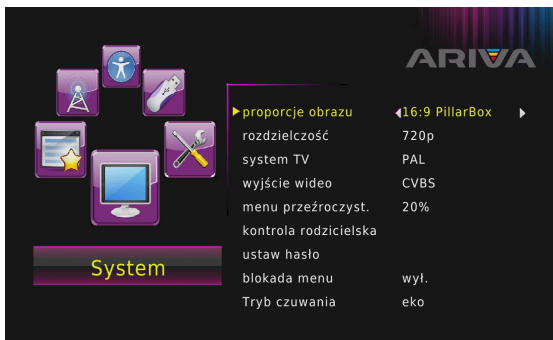 ARIVA
proporcje obrazu 16:9 PillarBox
rozdzielczość 720p
system TV PAL
wyjście wideo CVBS
menu przeźroczyst. 20%
kontrola rodzicielska
ustaw hasło
blokada menu wył.
Tryb czuwania eko
System